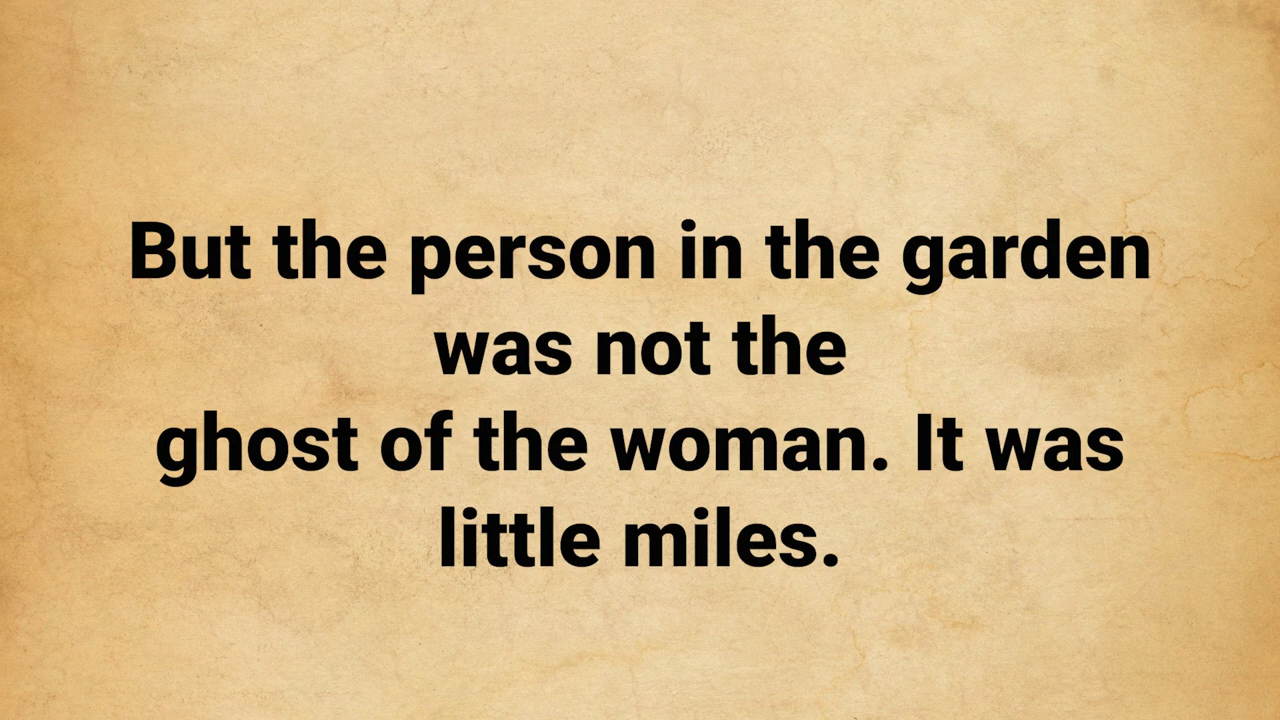 But the person in the garden
was not the
ghost of the woman. It was
little miles.